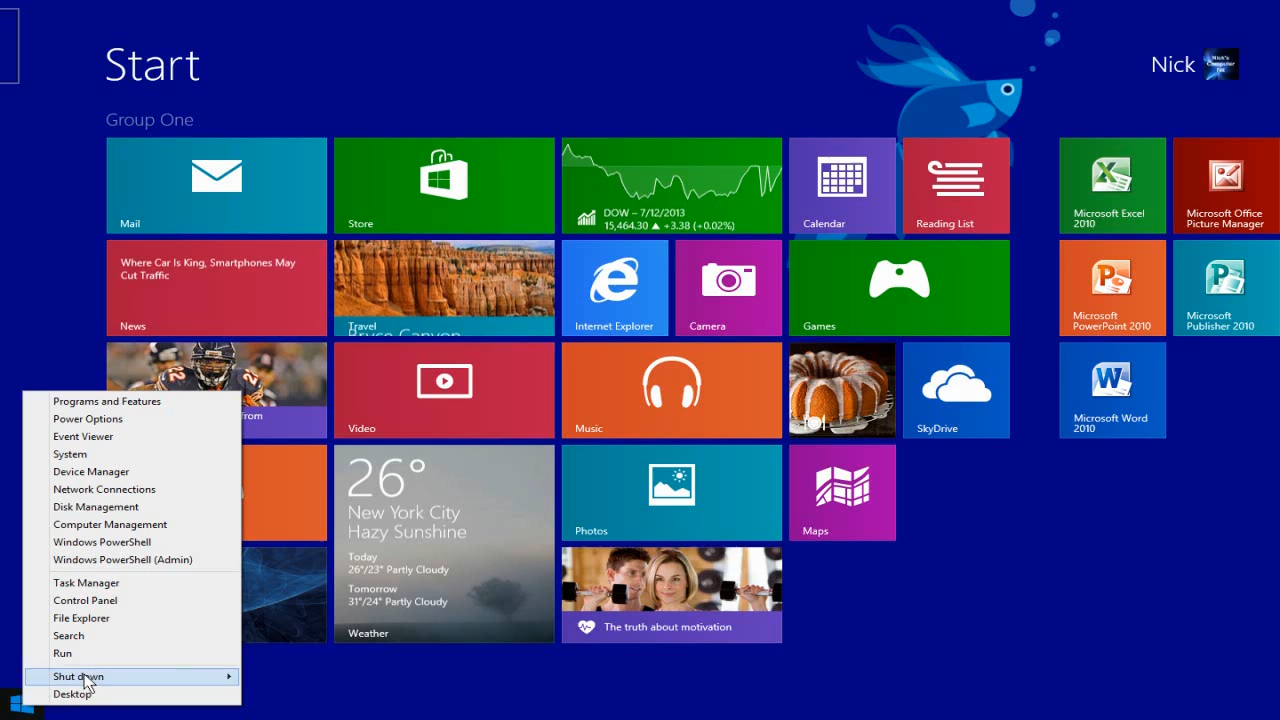 Start
Nick
Group One
Mail
Store
DOW – 7/12/2013
15,464.30 ▲ +3.38 (+0.02%)
Calendar
Reading List
Microsoft Excel
2010
Microsoft Office
Picture Manager
Where Car Is King, Smartphones May
Cut Traffic
News
Travel
Bryce Canyon
Internet Explorer
Camera
Games
Microsoft
PowerPoint 2010
Microsoft
Publisher 2010
22
from
Video
Music
SkyDrive
Microsoft Word
2010
26°
New York City
Hazy Sunshine
Today
26°/23° Partly Cloudy
Tomorrow
31°/24° Partly Cloudy
Weather
Photos
Maps
The truth about motivation
Programs and Features
Power Options
Event Viewer
System
Device Manager
Network Connections
Disk Management
Computer Management
Windows PowerShell
Windows PowerShell (Admin)
Task Manager
Control Panel
File Explorer
Search
Run
Shut down
Desktop